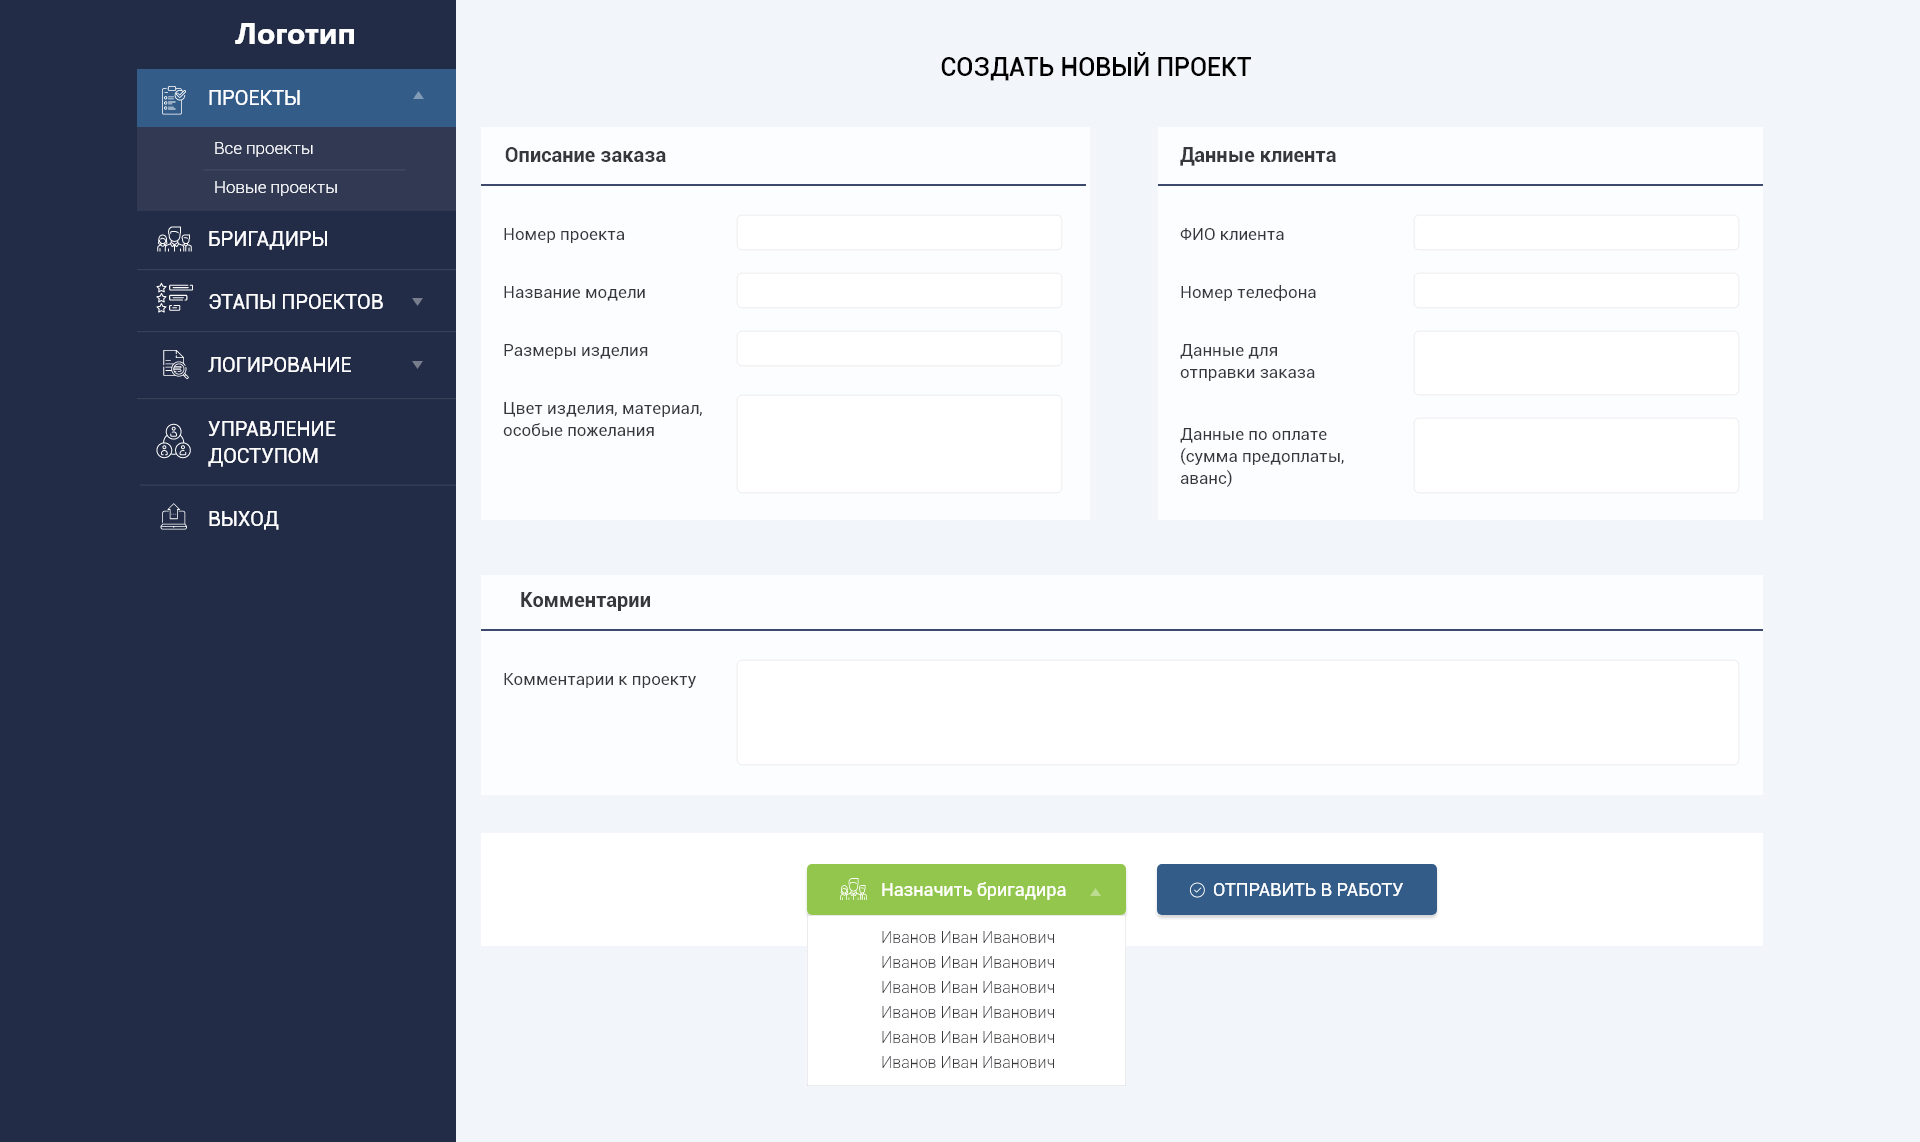 Логотип
ПРОЕКТЫ
Все проекты
Новые проекты
БРИГАДИРЫ
ЭТАПЫ ПРОЕКТОВ
ЛОГИРОВАНИЕ
УПРАВЛЕНИЕ
ДОСТУПОМ
ВЫХОД
СОЗДАТЬ НОВЫЙ ПРОЕКТ
Описание заказа
Номер проекта
Название модели
Размеры изделия
Цвет изделия, материал,
особые пожелания
Данные клиента
ФИО клиента
Номер телефона
Данные для
отправки заказа
Данные по оплате
(сумма предоплаты,
аванс)
Комментарии
Комментарии к проекту
Назначить бригадира
Иванов Иван Иванович
Иванов Иван Иванович
Иванов Иван Иванович
Иванов Иван Иванович
Иванов Иван Иванович
Иванов Иван Иванович
ОТПРАВИТЬ В РАБОТУ